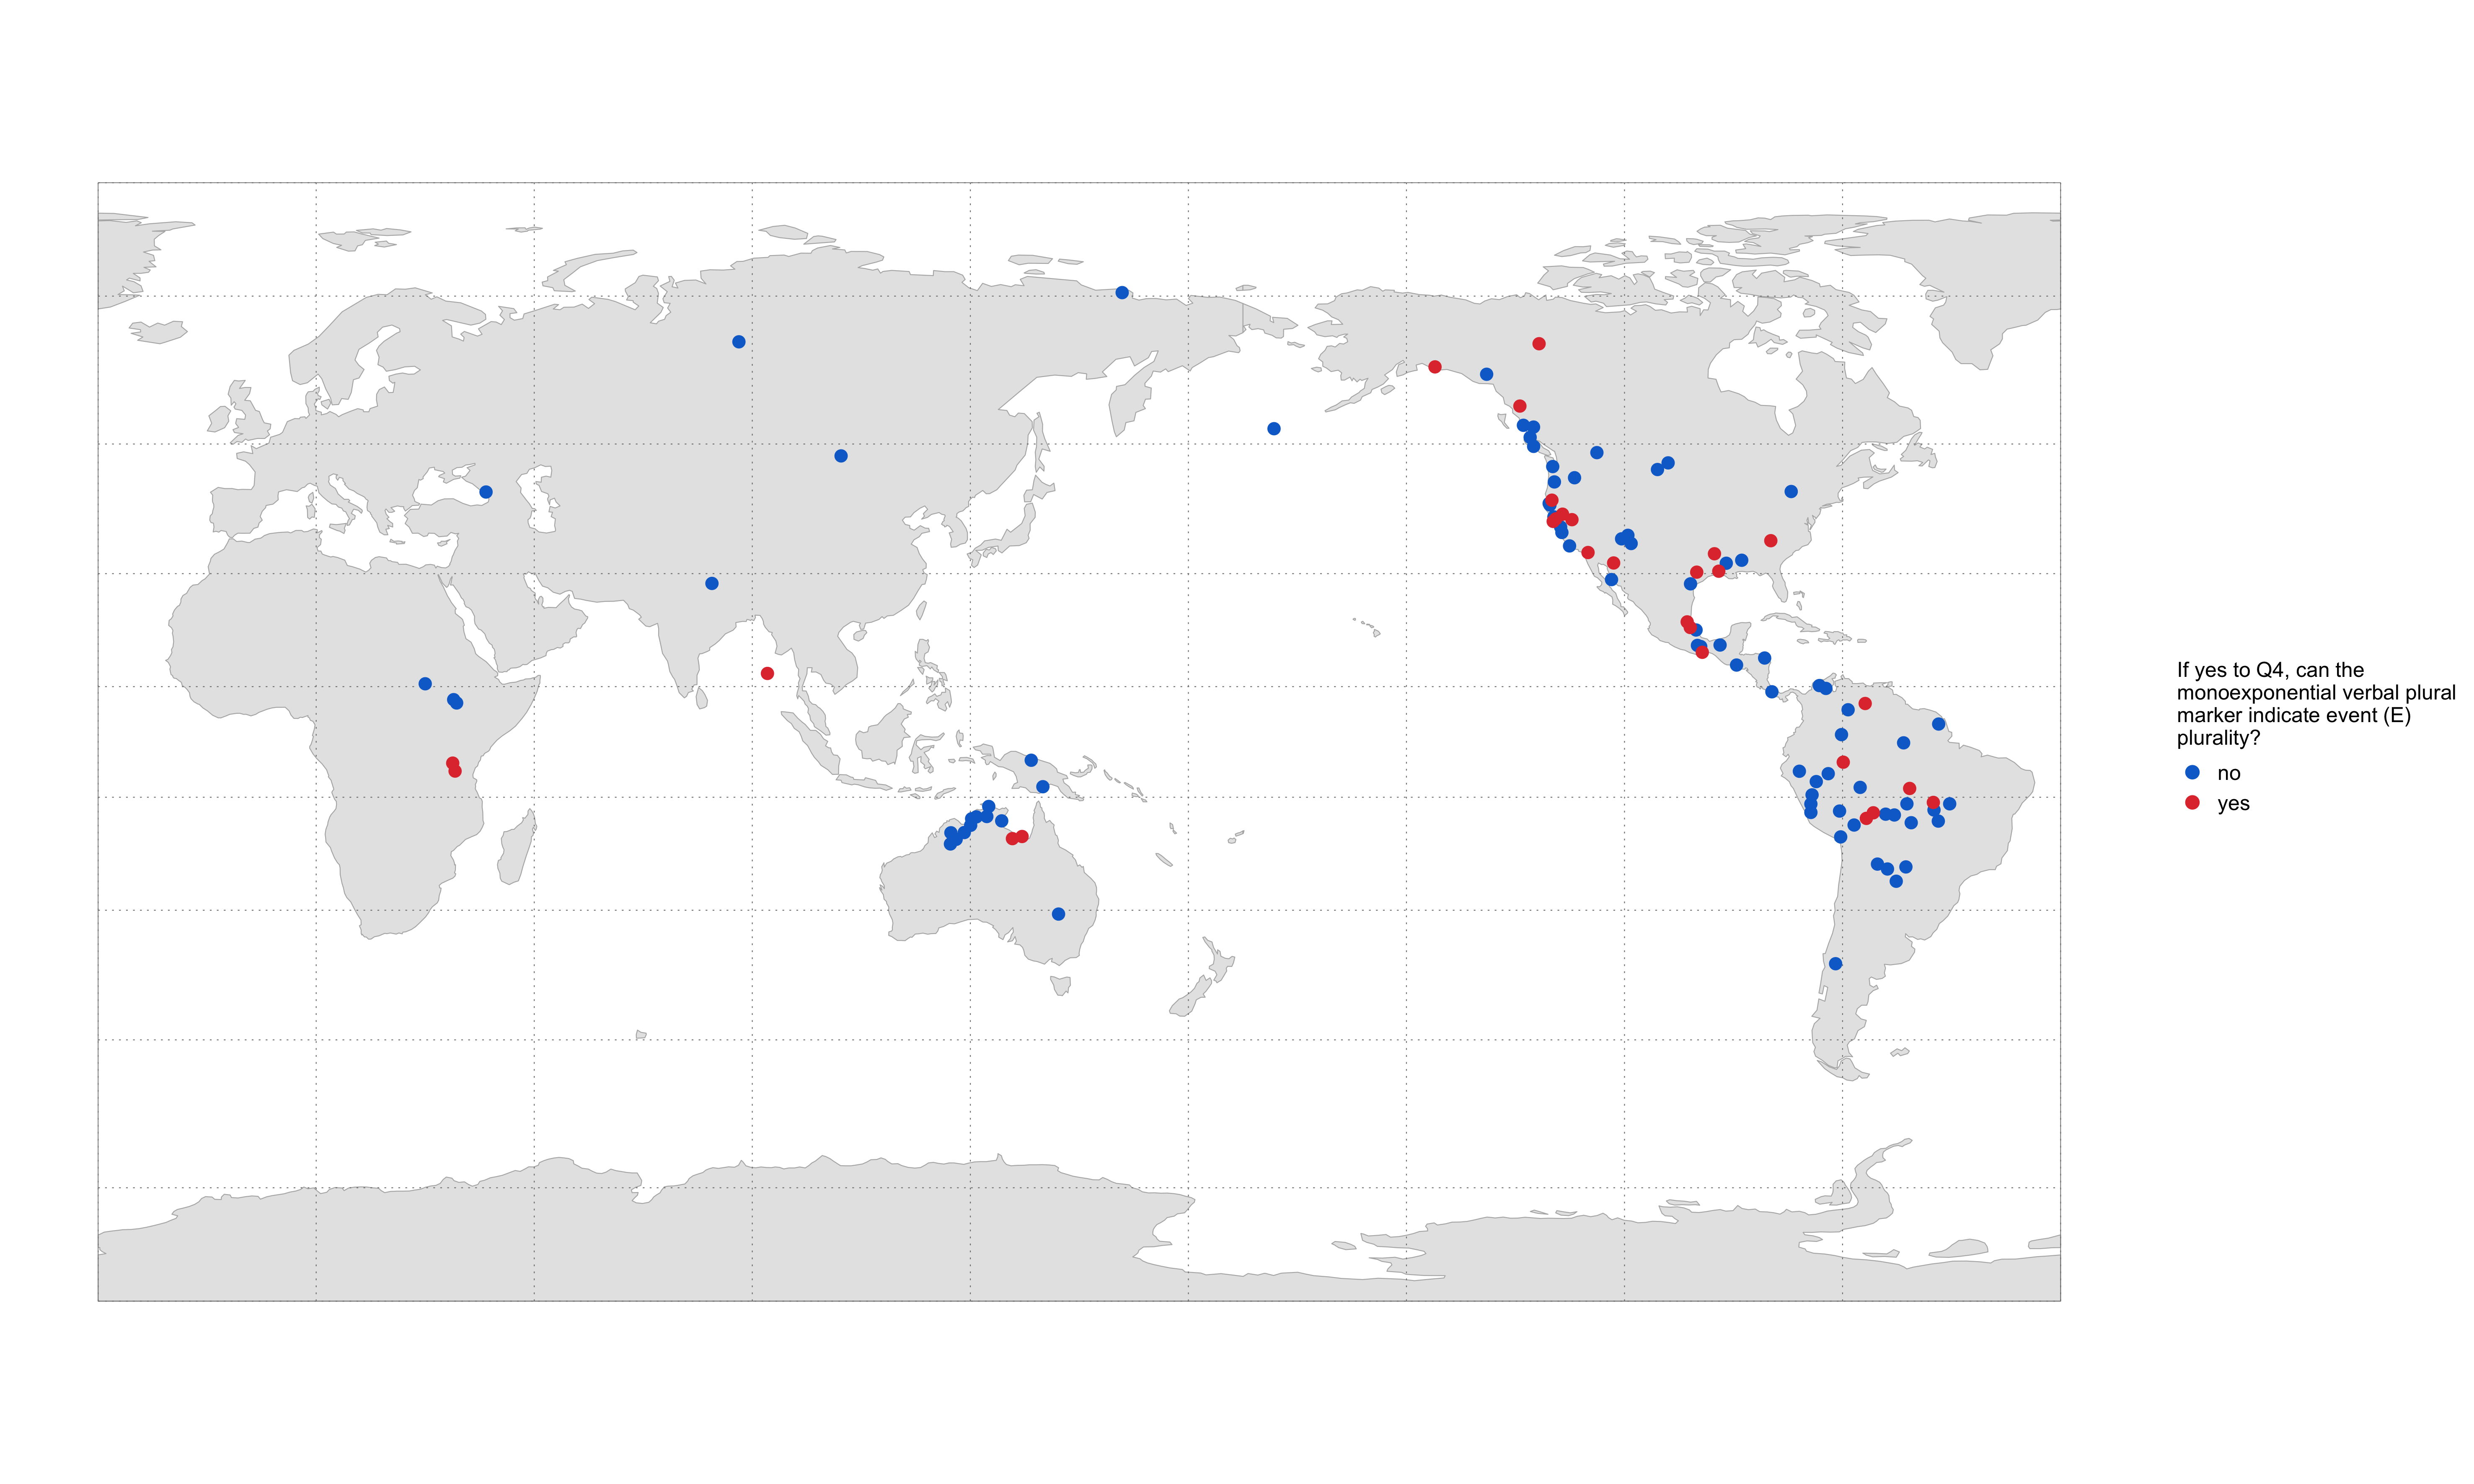 If yes to Q4, can the
monoexponential verbal plural
marker indicate event (E)
plurality?
no
yes